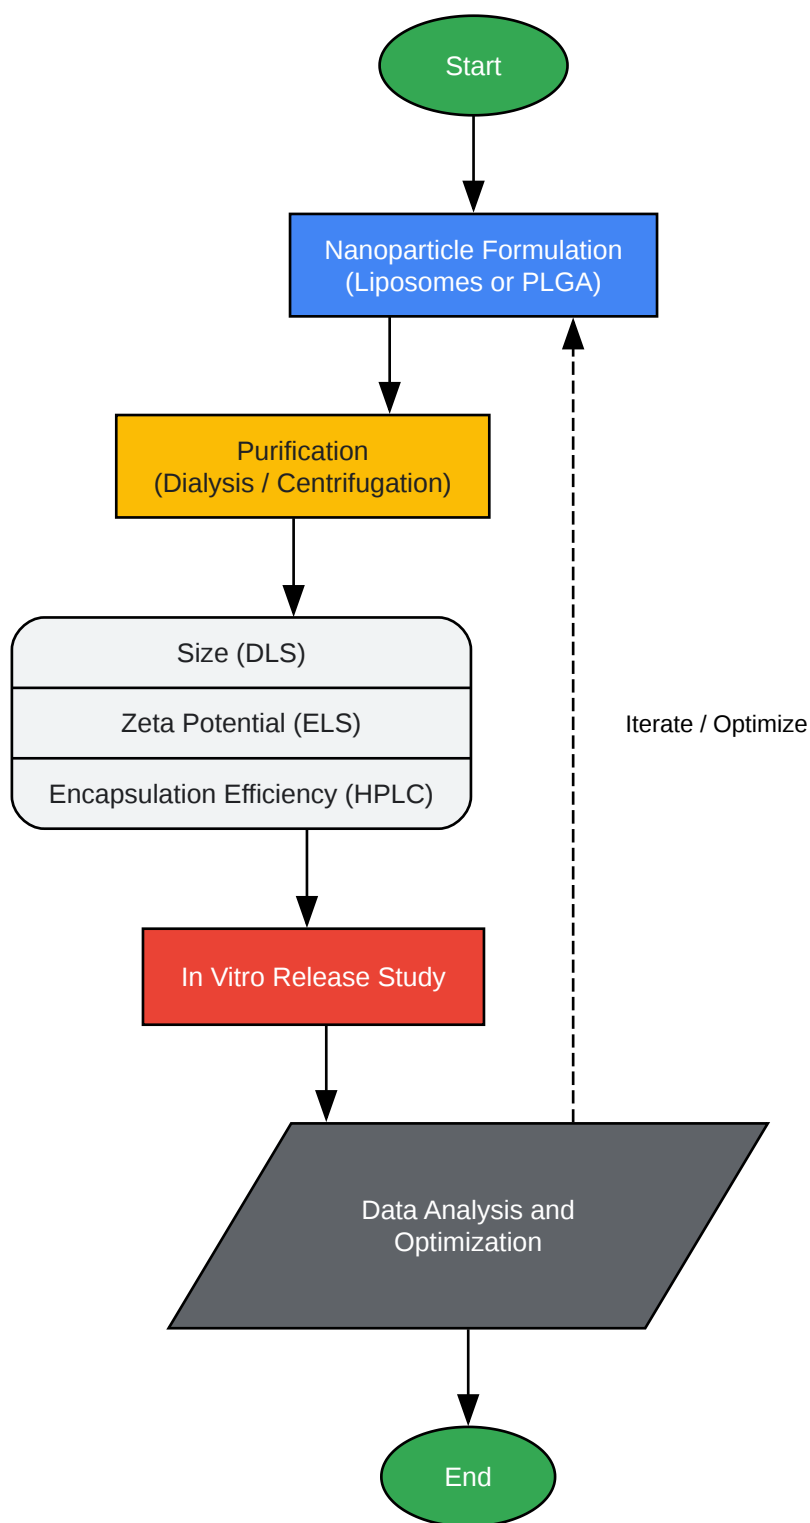 Start
Nanoparticle Formulation
(Liposomes or PLGA)
Purification
(Dialysis / Centrifugation)
Size (DLS)
Zeta Potential (ELS)
Encapsulation Efficiency (HPLC)
Iterate / Optimize
In Vitro Release Study
Data Analysis and
Optimization
End